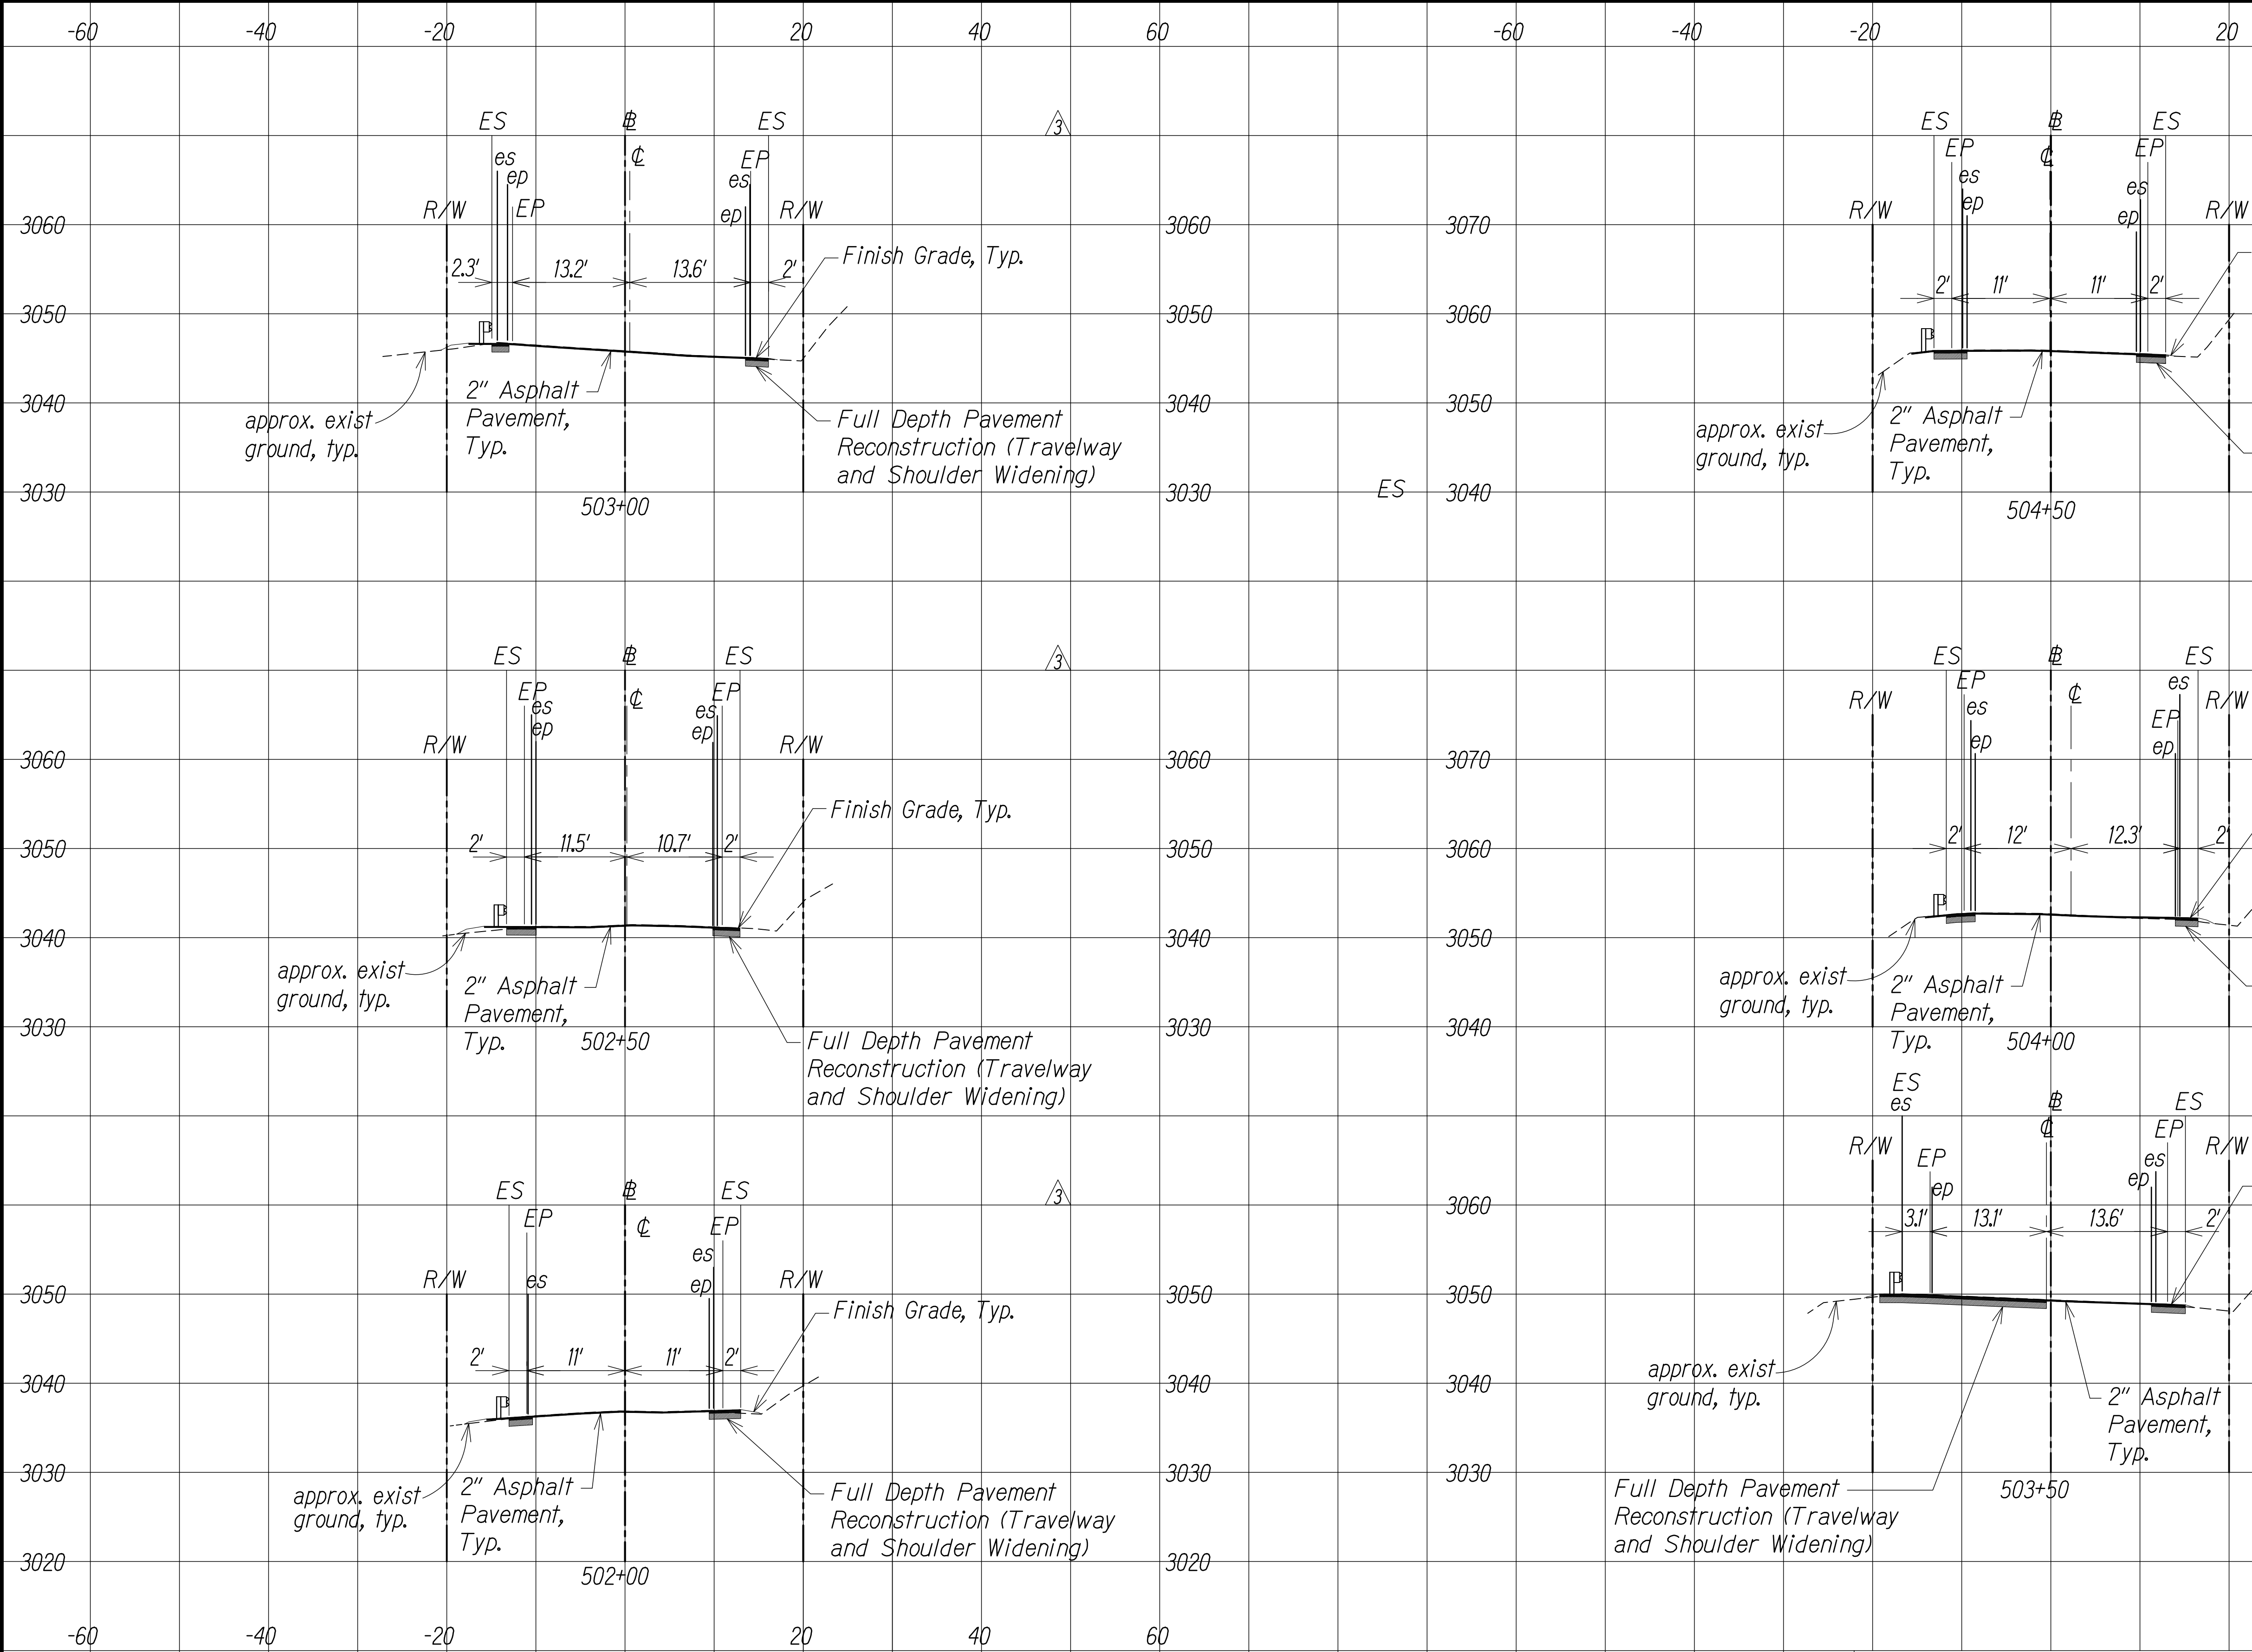 -60 -40 -20 20 40 60 -60 -40 -20 20
ES ℄ ES 3
es EP ℄
ep es
R/W EP ep R/W
3060 3060
Finish Grade, Typ.
2.3' 13.2' 13.6' 2'
3050 3050
2" Asphalt
Pavement,
Typ.
3040 3040
approx. exist
ground, typ.
Full Depth Pavement
Reconstruction (Travelway
and Shoulder Widening)
3030 3030
503+00
ES ES
EP EP
es es
ep ep
R/W R/W
3070
2' 11' 11' 2'
3060
3050
2" Asphalt
Pavement,
Typ.
approx. exist
ground, typ.
ES 3040
504+50
ES ES 3
EP EP ℄
es es
ep ep
R/W R/W
3060 3060
Finish Grade, Typ.
2' 11.5' 10.7' 2'
3050 3050
3040 3040
approx. exist
ground, typ.
2" Asphalt
Pavement,
Typ.
3030 3030
502+50
Full Depth Pavement
Reconstruction (Travelway
and Shoulder Widening)
ES ES
EP ℄ es
es EP
ep ep
R/W R/W
3070
2' 12' 12.3' 2'
3060
3050
approx. exist
ground, typ.
2" Asphalt
Pavement,
Typ.
3040
504+00
ES ES 3
EP ℄ EP
es es
ep
R/W R/W
3050 3050
Finish Grade, Typ.
2' 11' 11' 2'
3040 3040
3030 3030
approx. exist
ground, typ.
2" Asphalt
Pavement,
Typ.
Full Depth Pavement
Reconstruction (Travelway
and Shoulder Widening)
3020 3020
502+00
ES ES
es ℄ EP
R/W R/W
EP es
ep ep
3060
3.1' 13.1' 13.6' 2'
3050
approx. exist
ground, typ.
3040
2" Asphalt
Pavement,
Typ.
3030
Full Depth Pavement
Reconstruction (Travelway
and Shoulder Widening)
503+50
3020
-60 -40 -20 20 40 60